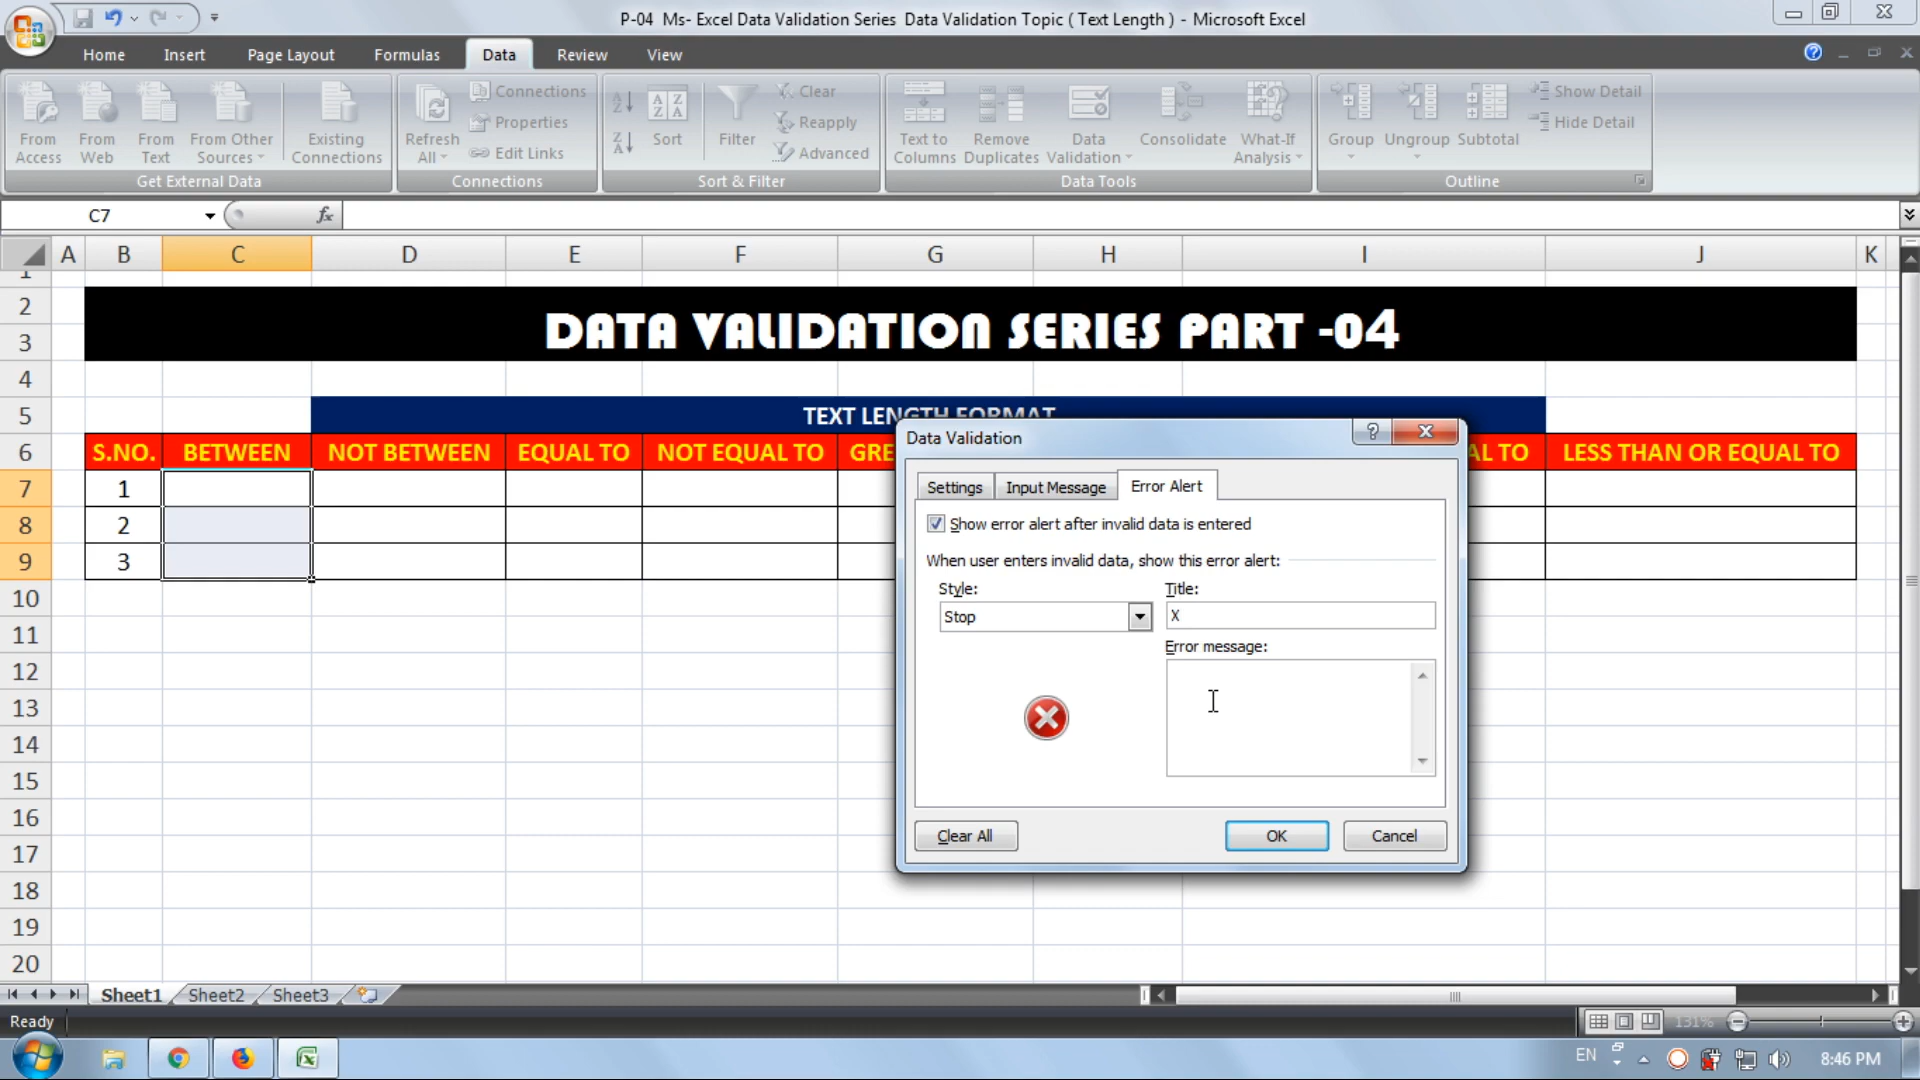 P-04 Ms- Excel Data Validation Series Data Validation Topic ( Text Length ) - Microsoft Excel
Home Insert Page Layout Formulas Data Review View
From Access
From Web
From Text
From Other Sources
Existing Connections
Get External Data
Refresh All
Connections
Properties
Edit Links
Connections
Sort
Filter
Clear
Reapply
Advanced
Sort & Filter
Text to Columns
Remove Duplicates
Data Validation
Consolidate
What-If Analysis
Data Tools
Group
Ungroup
Subtotal
Show Detail
Hide Detail
Outline
C7 fx
A B C D E F G H I J K
1
2
3
DATA VALIDATION SERIES PART -04
4
5 TEXT LENGTH FORMAT
6 S.NO. BETWEEN NOT BETWEEN EQUAL TO NOT EQUAL TO GRE AL TO LESS THAN OR EQUAL TO
7 1
8 2
9 3
10
11
12
13
14
15
16
17
18
19
20
Data Validation
Settings Input Message Error Alert
Show error alert after invalid data is entered
When user enters invalid data, show this error alert:
Style: Title:
Stop X
Error message:
Clear All OK Cancel
Sheet1 Sheet2 Sheet3
Ready 131%
EN 8:46 PM